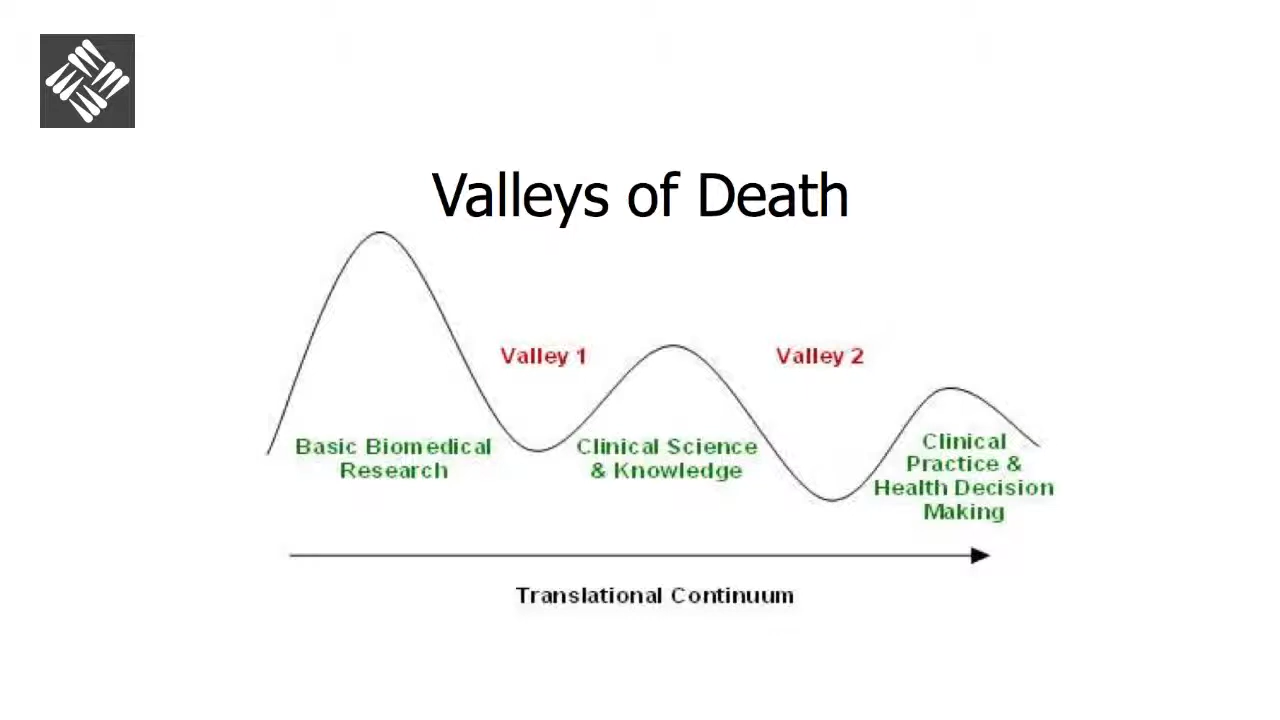 Valleys of Death
Valley 1
Valley 2
Basic Biomedical
Research
Clinical Science
& Knowledge
Clinical
Practice &
Health Decision
Making
Translational Continuum